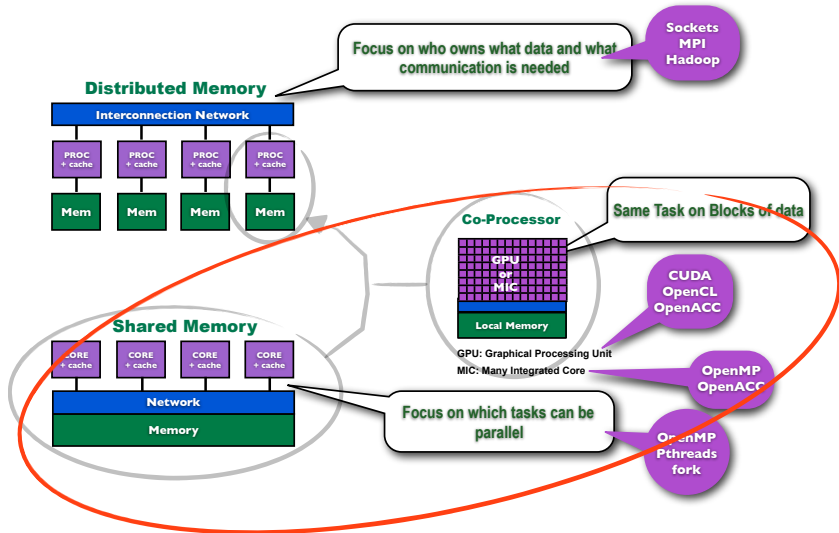 Sockets
MPI
Hadoop
Focus on who owns what data and what
communication is needed
Distributed Memory
Interconnection Network
PROC
+ cache
PROC
+ cache
PROC
+ cache
PROC
+ cache
Mem
Mem
Mem
Mem
Co-Processor
Same Task on Blocks of data
GPU
or
MIC
Local Memory
CUDA
OpenCL
OpenACC
GPU: Graphical Processing Unit
MIC: Many Integrated Core
OpenMP
OpenACC
Shared Memory
CORE
+ cache
CORE
+ cache
CORE
+ cache
CORE
+ cache
Network
Memory
Focus on which tasks can be
parallel
OpenMP
Pthreads
fork